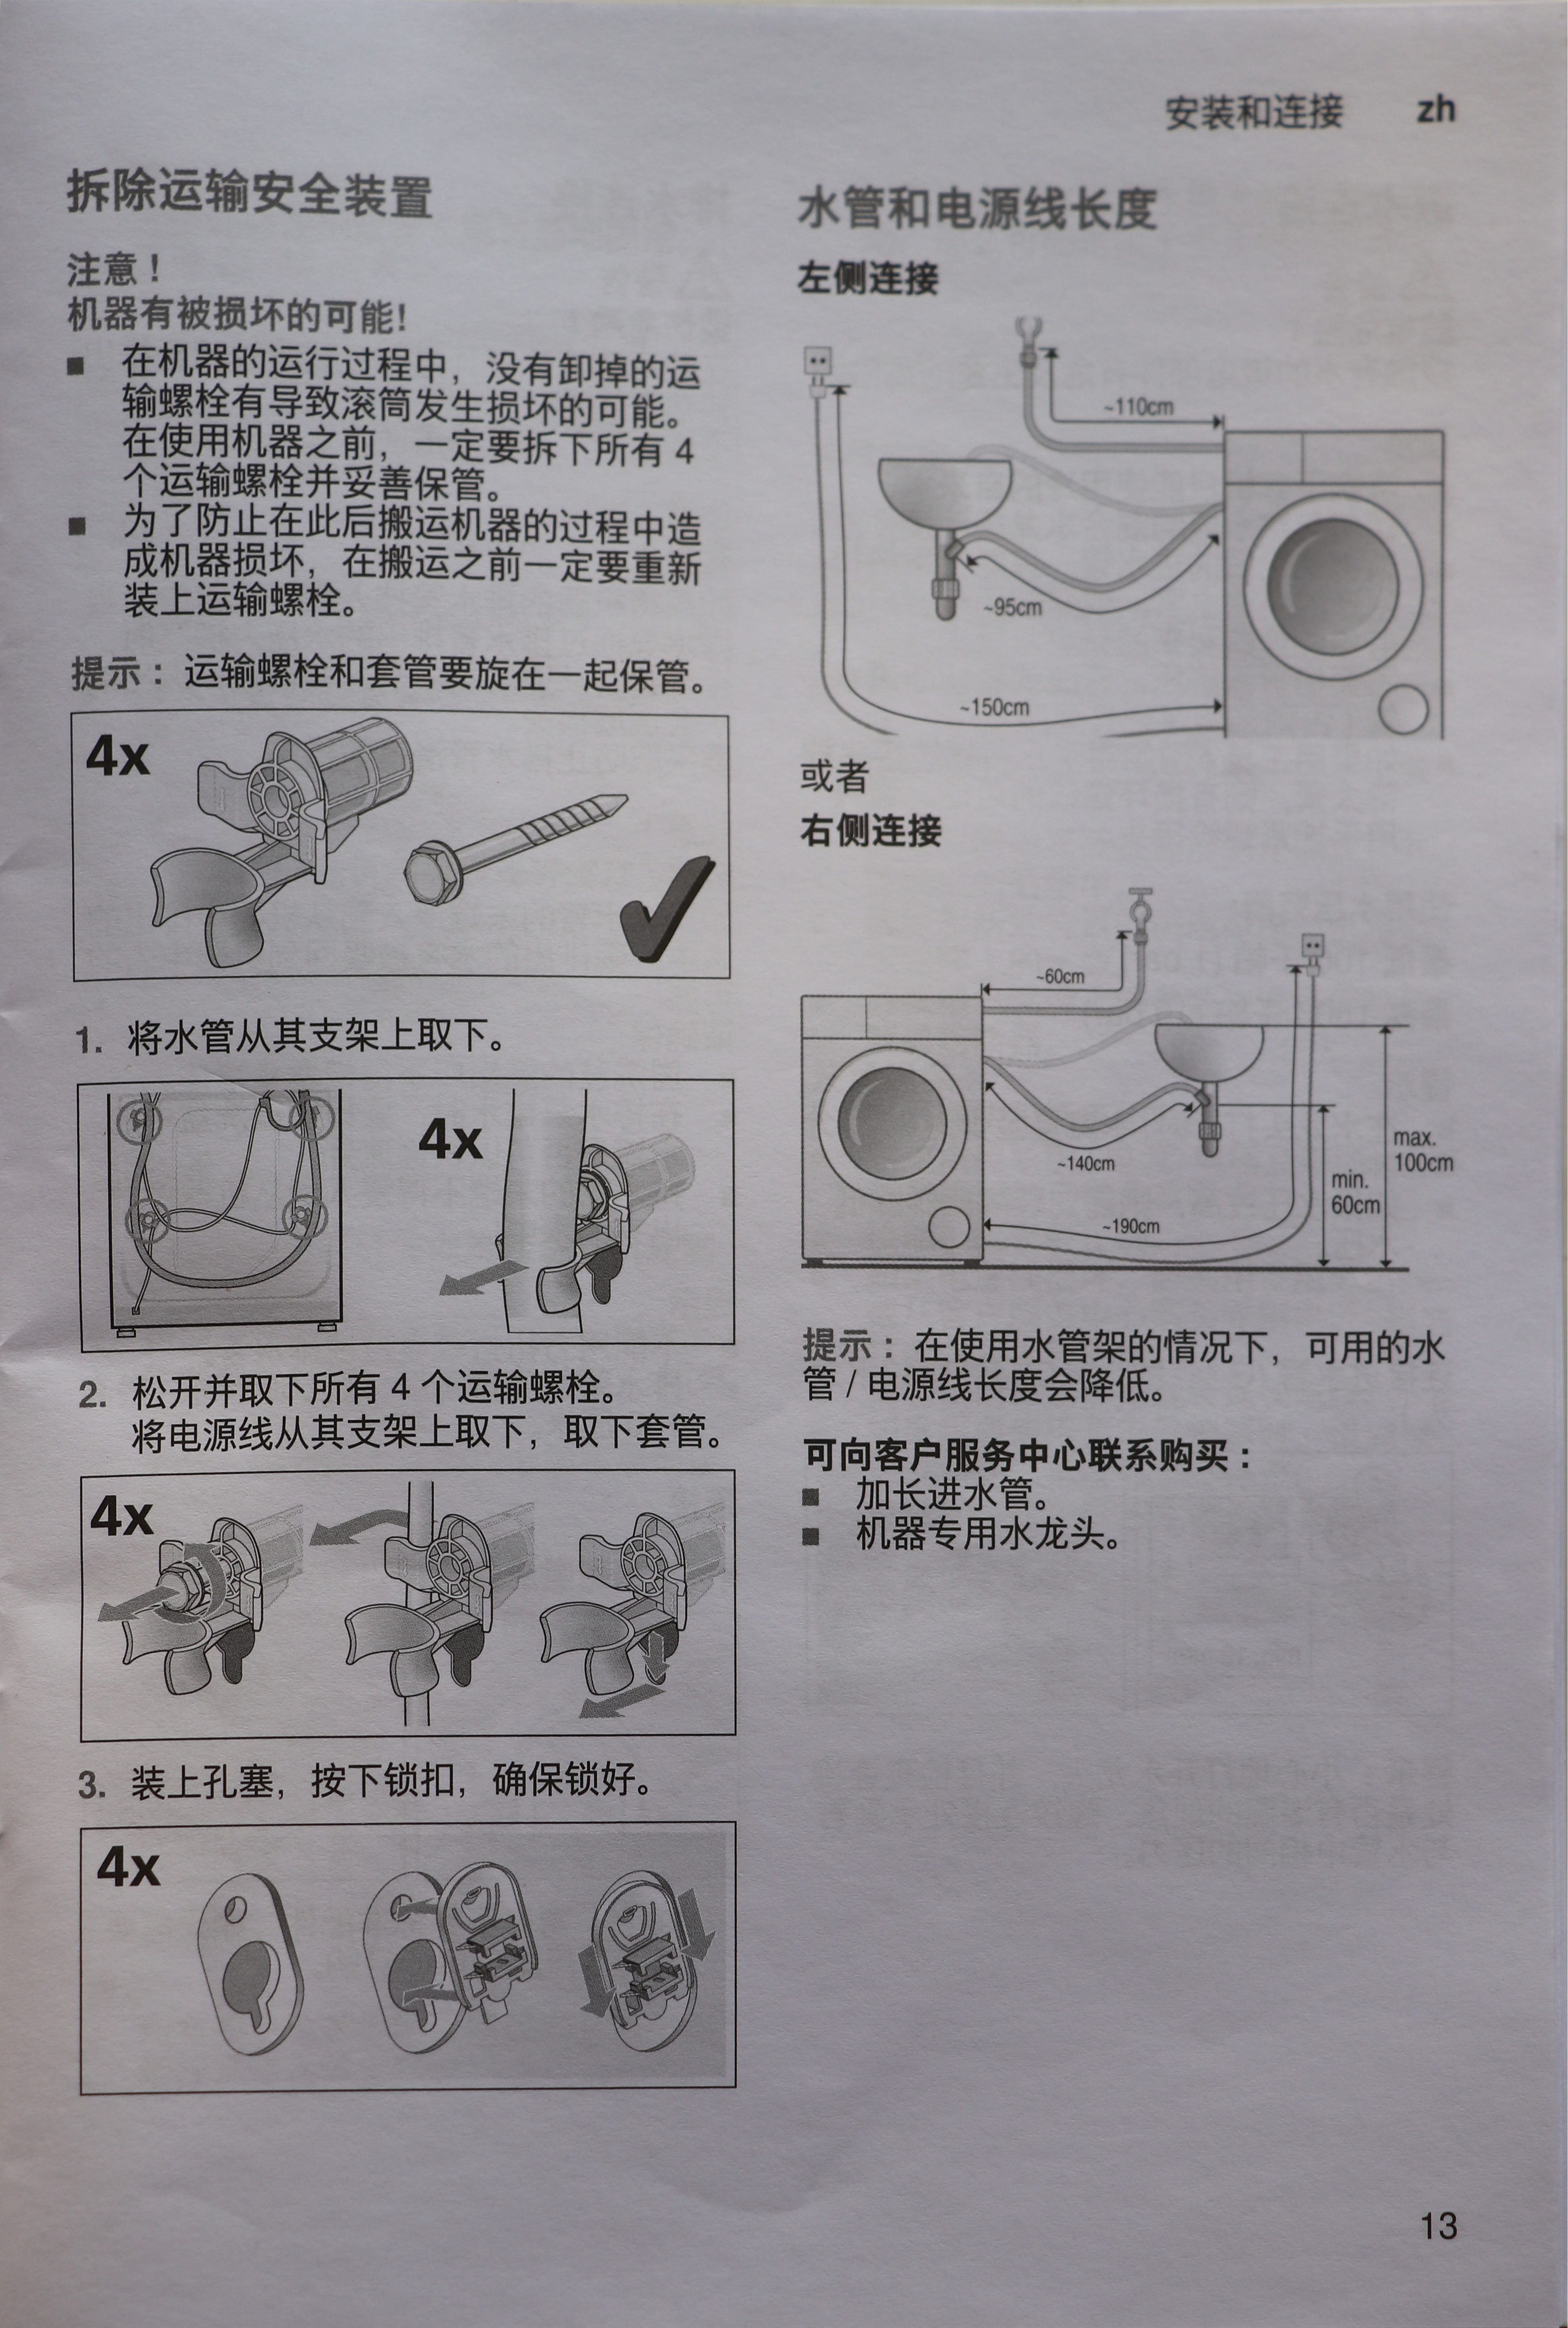 安装和连接 zh
拆除运输安全装置
注意！
机器有被损坏的可能!
■ 在机器的运行过程中，没有卸掉的运
输螺栓有导致滚筒发生损坏的可能。
在使用机器之前，一定要拆下所有 4
个运输螺栓并妥善保管。
■ 为了防止在此后搬运机器的过程中造
成机器损坏，在搬运之前一定要重新
装上运输螺栓。
提示：运输螺栓和套管要旋在一起保管。
4x
1. 将水管从其支架上取下。
4x
2. 松开并取下所有 4 个运输螺栓。
将电源线从其支架上取下，取下套管。
4x
3. 装上孔塞，按下锁扣，确保锁好。
4x
水管和电源线长度
左侧连接
~110cm
~95cm
~150cm
或者
右侧连接
~60cm
~140cm
~190cm
max.
100cm
min.
60cm
提示：在使用水管架的情况下，可用的水
管 / 电源线长度会降低。
可向客户服务中心联系购买：
■ 加长进水管。
■ 机器专用水龙头。
13